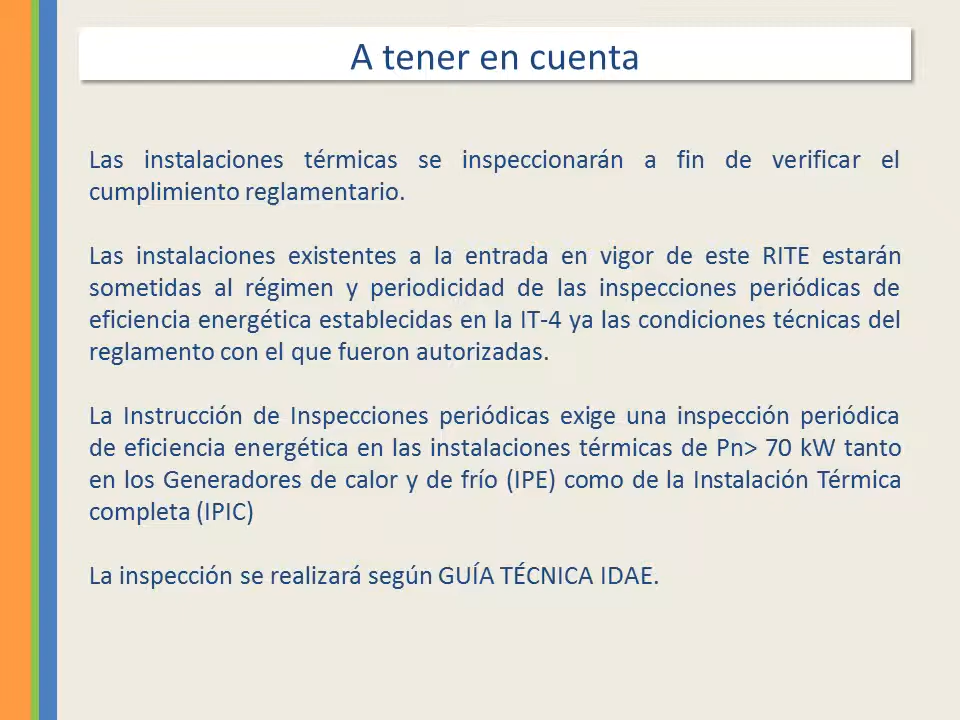 A tener en cuenta
Las instalaciones térmicas se inspeccionarán a fin de verificar el
cumplimiento reglamentario.
Las instalaciones existentes a la entrada en vigor de este RITE estarán
sometidas al régimen y periodicidad de las inspecciones periódicas de
eficiencia energética establecidas en la IT-4 ya las condiciones técnicas del
reglamento con el que fueron autorizadas.
La Instrucción de Inspecciones periódicas exige una inspección periódica
de eficiencia energética en las instalaciones térmicas de Pn> 70 kW tanto
en los Generadores de calor y de frío (IPE) como de la Instalación Térmica
completa (IPIC)
La inspección se realizará según GUÍA TÉCNICA IDAE.